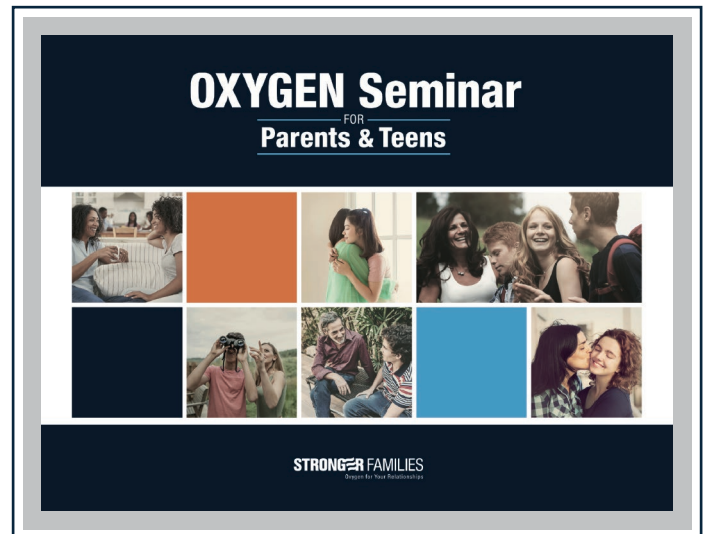 OXYGEN Seminar
FOR
Parents & Teens
STRONGER FAMILIES
Oxygen for Your Relationships